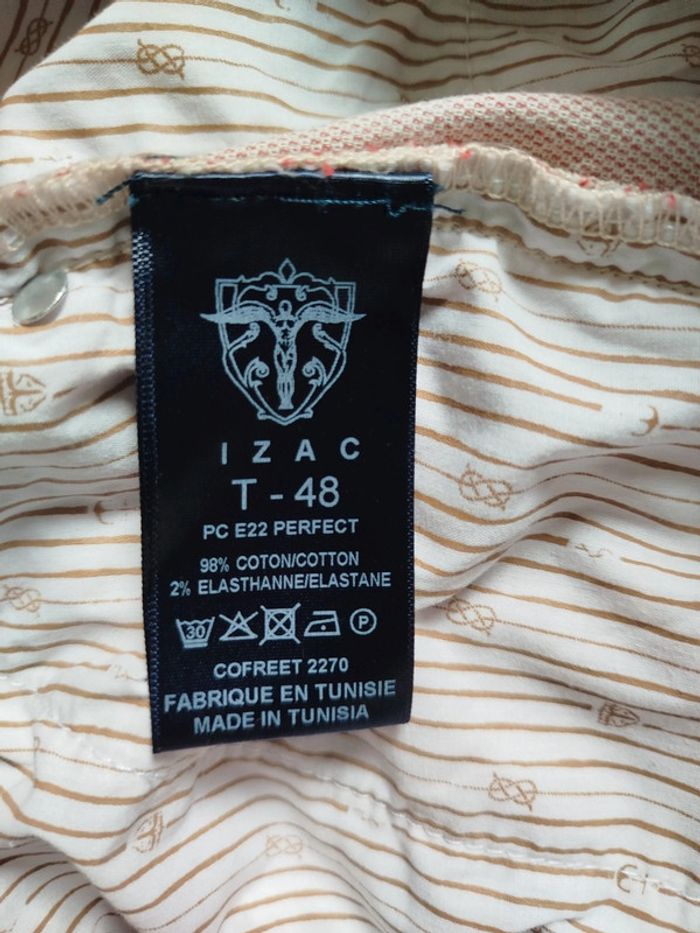 IZAC
T - 48
PC E22 PERFECT
98% COTON/COTTON
2% ELASTHANNE/ELASTANE
30 P
COFREET 2270
FABRIQUE EN TUNISIE
MADE IN TUNISIA